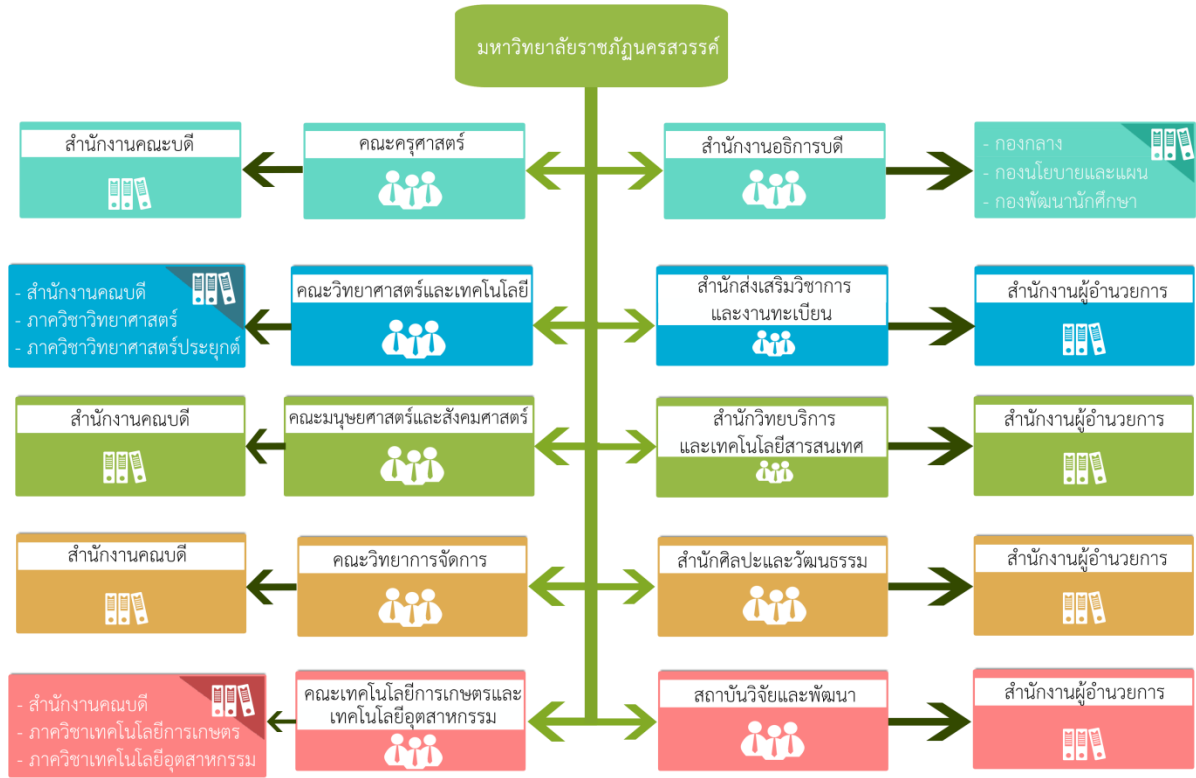 มหาวิทยาลัยราชภัฏนครสวรรค์
สำนักงานคณะบดี
คณะครุศาสตร์
สำนักงานอธิการบดี
- กองกลาง
- กองนโยบายและแผน
- กองพัฒนานักศึกษา
- สำนักงานคณบดี
- ภาควิชาวิทยาศาสตร์
- ภาควิชาวิทยาศาสตร์ประยุกต์
คณะวิทยาศาสตร์และเทคโนโลยี
สำนักส่งเสริมวิชาการ
และงานทะเบียน
สำนักงานผู้อำนวยการ
สำนักงานคณบดี
คณะมนุษยศาสตร์และสังคมศาสตร์
สำนักวิทยบริการ
และเทคโนโลยีสารสนเทศ
สำนักงานผู้อำนวยการ
สำนักงานคณบดี
คณะวิทยาการจัดการ
สำนักศิลปะและวัฒนธรรม
สำนักงานผู้อำนวยการ
- สำนักงานคณบดี
- ภาควิชาเทคโนโลยีการเกษตร
- ภาควิชาเทคโนโลยีอุตสาหกรรม
คณะเทคโนโลยีการเกษตรและ
เทคโนโลยีอุตสาหกรรม
สถาบันวิจัยและพัฒนา
สำนักงานผู้อำนวยการ